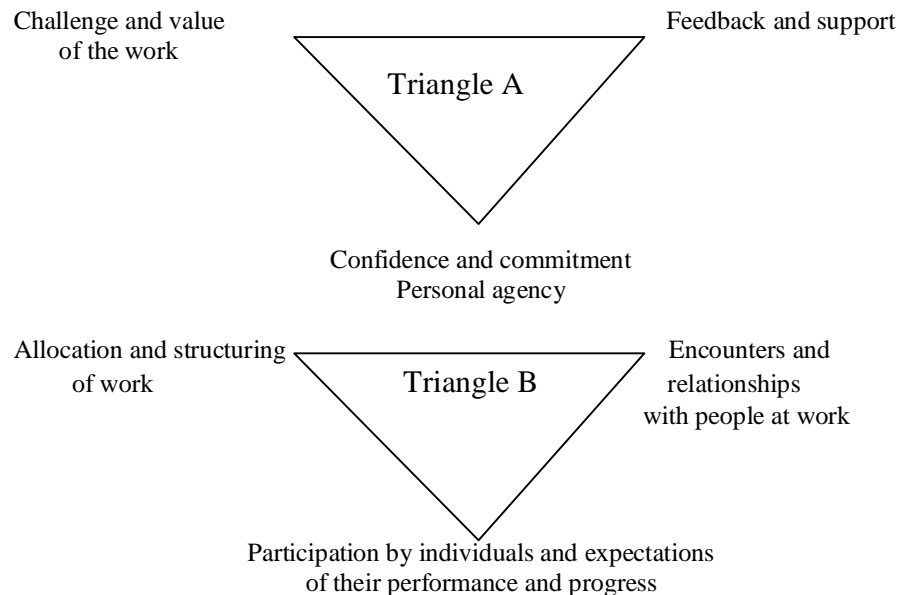 Challenge and value
of the work
Feedback and support
Triangle A
Confidence and commitment
Personal agency
Allocation and structuring
of work
Encounters and
relationships
with people at work
Triangle B
Participation by individuals and expectations
of their performance and progress